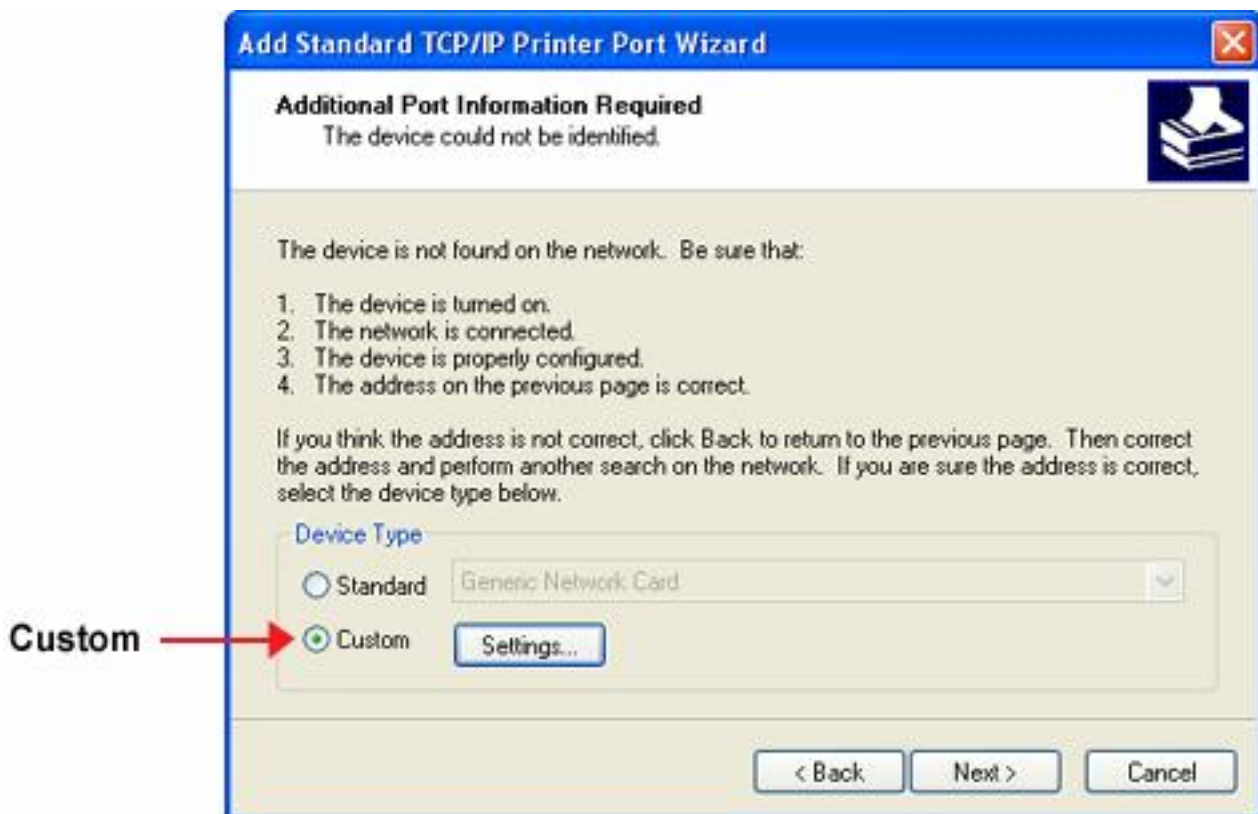 Add Standard TCP/IP Printer Port Wizard
Additional Port Information Required
The device could not be identified.
The device is not found on the network. Be sure that:
1. The device is turned on.
2. The network is connected.
3. The device is properly configured.
4. The address on the previous page is correct.
If you think the address is not correct, click Back to return to the previous page. Then correct
the address and perform another search on the network. If you are sure the address is correct,
select the device type below.
Device Type
Standard Generic Network Card
Custom Custom Settings...
< Back Next > Cancel